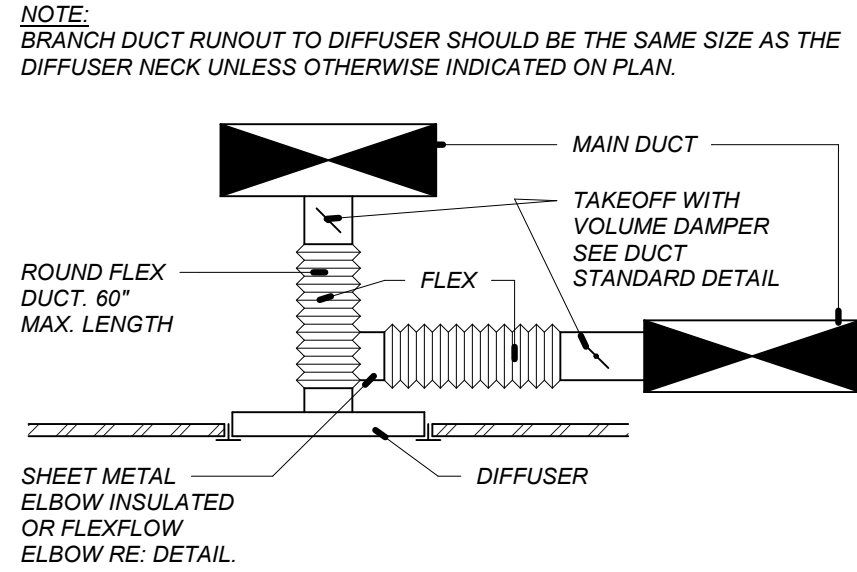 NOTE:
BRANCH DUCT RUNOUT TO DIFFUSER SHOULD BE THE SAME SIZE AS THE
DIFFUSER NECK UNLESS OTHERWISE INDICATED ON PLAN.
MAIN DUCT
TAKEOFF WITH
VOLUME DAMPER
SEE DUCT
STANDARD DETAIL
ROUND FLEX
DUCT. 60"
MAX. LENGTH
FLEX
SHEET METAL
ELBOW INSULATED
OR FLEXFLOW
ELBOW RE: DETAIL.
DIFFUSER